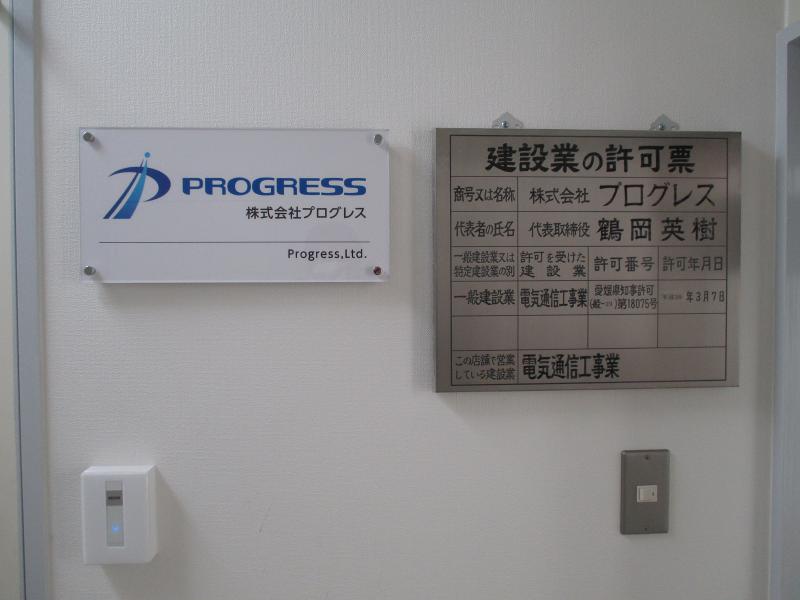 PROGRESS
株式会社プログレス
Progress,Ltd.
建設業の許可票
商号又は名称 株式会社 プログレス
代表者の氏名 代表取締役 鶴岡英樹
一般建設業又は
特定建設業の別
許可を受けた
建設業
許可番号
許可年月日
一般建設業
電気通信工事業
愛媛県知事許可
第18075号
年3月7日
この店舗で営業
している建設業
電気通信工事業